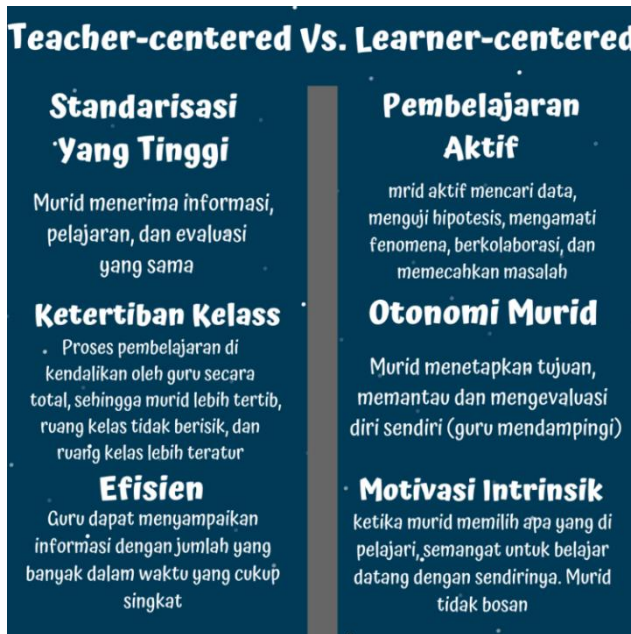 Teacher-centered Vs. Learner-centered
Standarisasi
Yang Tinggi
Murid menerima informasi,
pelajaran, dan evaluasi
yang sama
Ketertiban Kelass
Proses pembelajaran di
kendalikan oleh guru secara
total, sehingga murid lebih tertib,
ruang kelas tidak berisik, dan
ruang kelas lebih teratur
Efisien
Guru dapat menyampaikan
informasi dengan jumlah yang
banyak dalam waktu yang cukup
singkat
Pembelajaran
Aktif
mrid aktif mencari data,
menguji hipotesis, mengamati
fenomena, berkolaborasi, dan
memecahkan masalah
Otonomi Murid
Murid menetapkan tujuan,
memantau dan mengevaluasi
diri sendiri (guru mendampingi)
Motivasi Intrinsik
ketika murid memilih apa yang di
pelajari, semangat untuk belajar
datang dengan sendirinya. Murid
tidak bosan